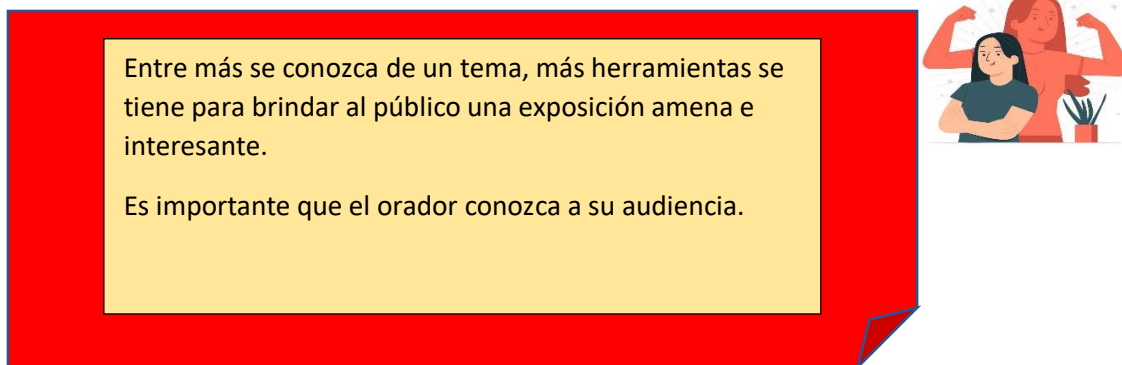 Entre más se conozca de un tema, más herramientas se
tiene para brindar al público una exposición amena e
interesante.
Es importante que el orador conozca a su audiencia.